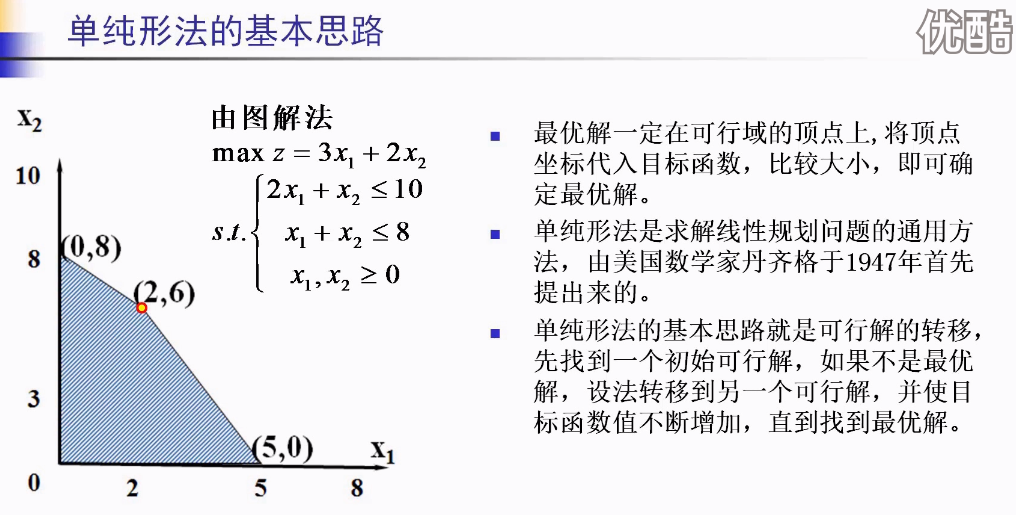 单纯形法的基本思路
优酷
x₂
10
8
3
0
2
5
8
x₁
(0,8)
(2,6)
(5,0)
由图解法
max z = 3x₁ + 2x₂
s.t.
2x₁ + x₂ ≤ 10
x₁ + x₂ ≤ 8
x₁, x₂ ≥ 0
最优解一定在可行域的顶点上,将顶点
坐标代入目标函数，比较大小，即可确
定最优解。
单纯形法是求解线性规划问题的通用方
法，由美国数学家丹齐格于1947年首先
提出来的。
单纯形法的基本思路就是可行解的转移，
先找到一个初始可行解，如果不是最优
解，设法转移到另一个可行解，并使目
标函数值不断增加，直到找到最优解。